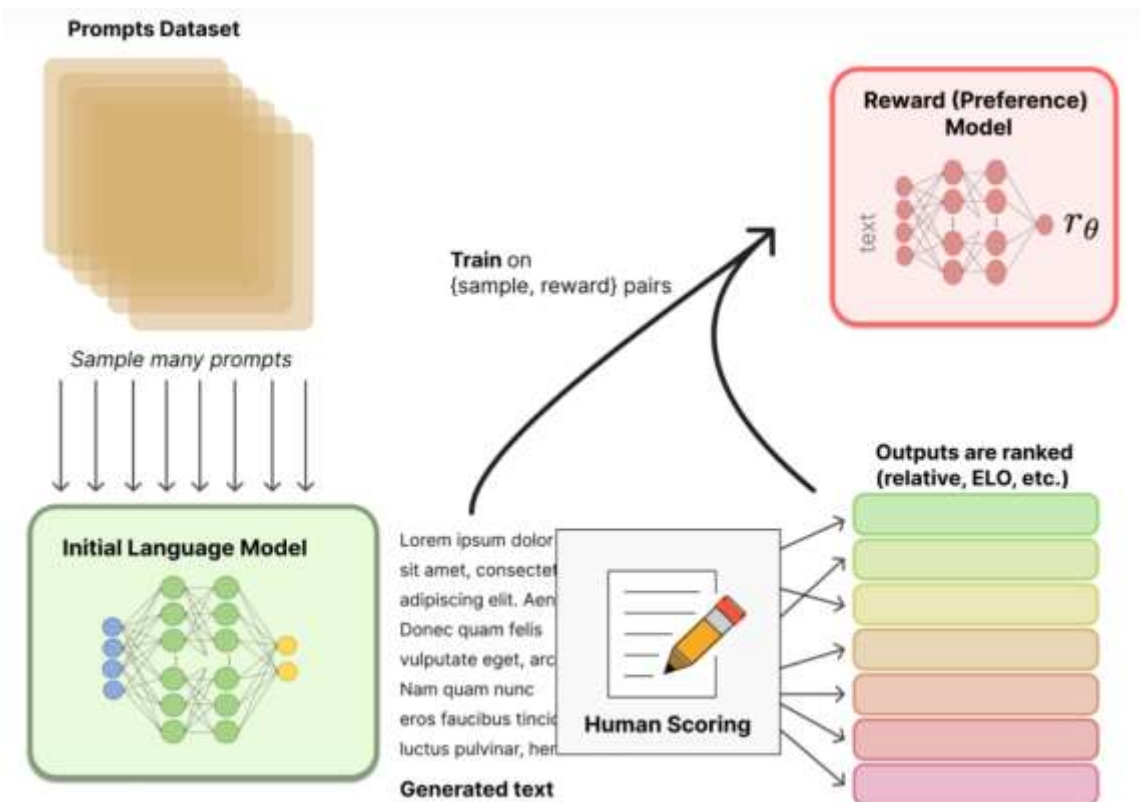 Prompts Dataset
Sample many prompts
Initial Language Model
Lorem ipsum dolor
sit amet, consectet
adipiscing elit. Aen
Donec quam felis
vulputate eget, arc
Nam quam nunc
eros faucibus tincid
luctus pulvinar, her
Generated text
Human Scoring
Train on
{sample, reward} pairs
Reward (Preference)
Model
text
rθ
Outputs are ranked
(relative, ELO, etc.)